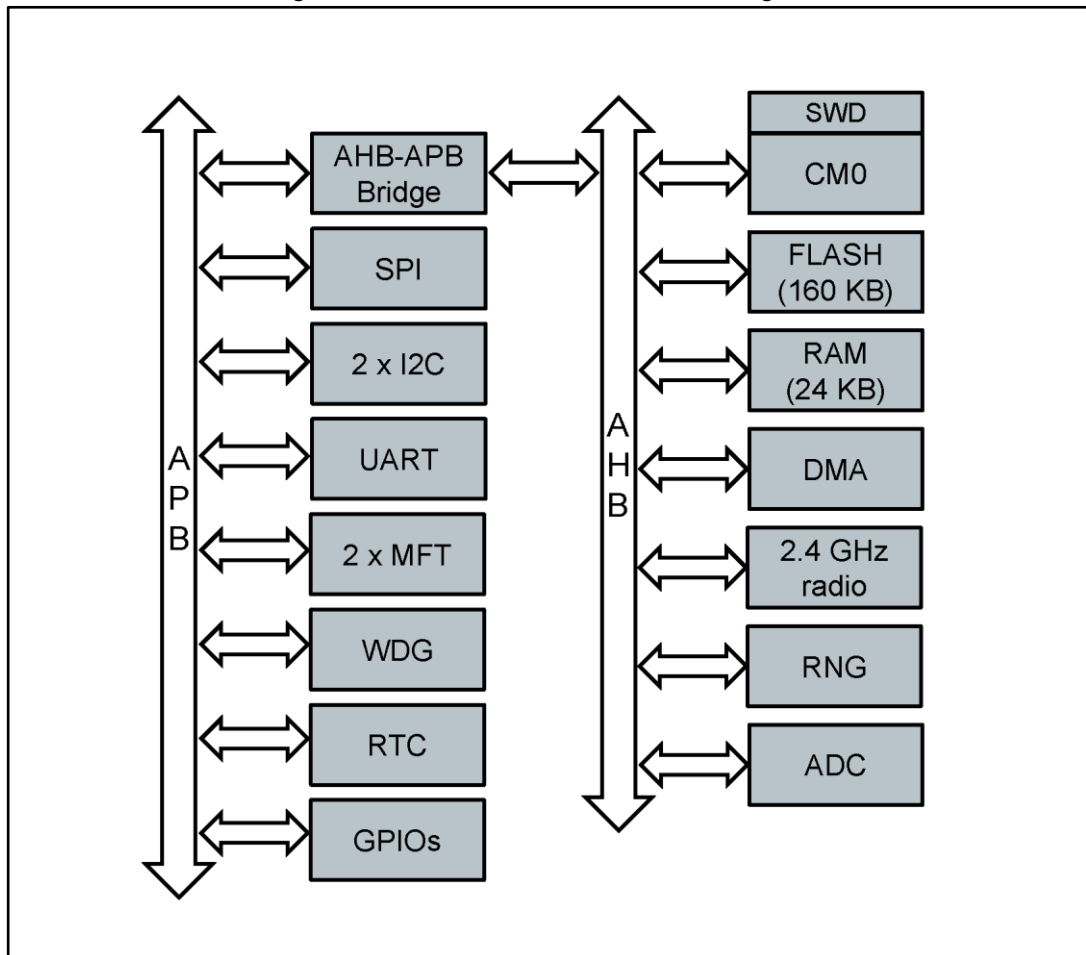 AHB-APB
Bridge
SPI
2 x I2C
UART
2 x MFT
WDG
RTC
GPIOs
A
P
B
A
H
B
SWD
CM0
FLASH
(160 KB)
RAM
(24 KB)
DMA
2.4 GHz
radio
RNG
ADC